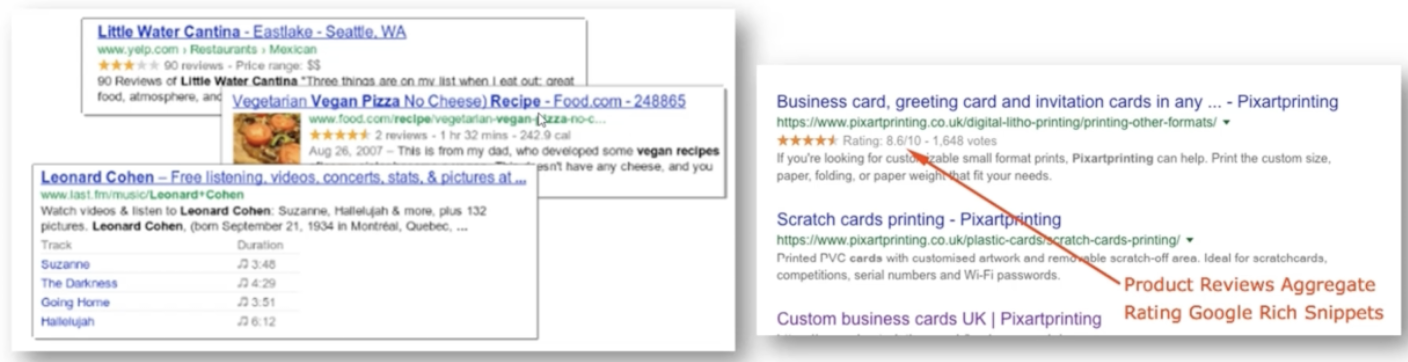 Little Water Cantina - Eastlake - Seattle, WA
www.yelp.com › Restaurants › Mexican
90 reviews - Price range: $$
90 Reviews of Little Water Cantina "Three things are on my list when I eat out: great
food, atmosphere, and
Vegetarian Vegan Pizza No Cheese) Recipe - Food.com - 248865
www.food.com/recipe/vegetarian-vegan-pizza-no-c...
2 reviews - 1 hr 32 mins - 242.9 cal
Aug 26, 2007 – This is from my dad, who developed some vegan recipes
doesn't have any cheese, and you
Leonard Cohen – Free listening, videos, concerts, stats, & pictures at ...
www.last.fm/music/Leonard+Cohen
Watch videos & listen to Leonard Cohen: Suzanne, Hallelujah & more, plus 132
pictures. Leonard Cohen, (born September 21, 1934 in Montréal, Quebec, ...
Track Duration
Suzanne 3:48
The Darkness 4:29
Going Home 3:51
Hallelujah 6:12
Business card, greeting card and invitation cards in any ... - Pixartprinting
https://www.pixartprinting.co.uk/digital-litho-printing/printing-other-formats/
Rating: 8.6/10 - 1,648 votes
If you're looking for customizable small format prints, Pixartprinting can help. Print the custom size,
paper, folding, or paper weight that fit your needs.
Scratch cards printing - Pixartprinting
https://www.pixartprinting.co.uk/plastic-cards/scratch-cards-printing/
Printed PVC cards with customised artwork and removable scratch-off area. Ideal for scratchcards,
competitions, serial numbers and Wi-Fi passwords.
Product Reviews Aggregate
Rating Google Rich Snippets
Custom business cards UK | Pixartprinting